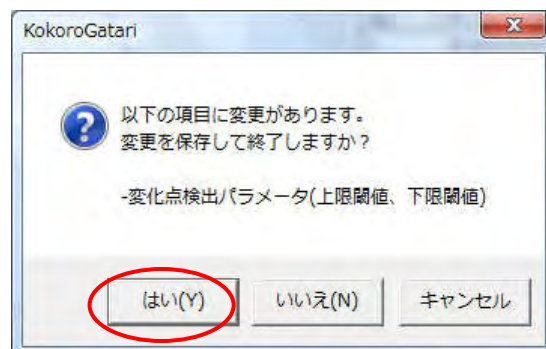 KokoroGatari
以下の項目に変更があります。
変更を保存して終了しますか？
-変化点検出パラメータ(上限閾値、下限閾値)
はい(Y) いいえ(N) キャンセル